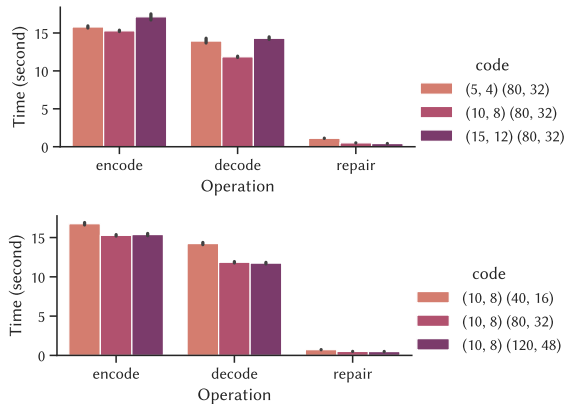 15
10
5
0
Time (second)
encode decode repair
Operation
code
(5, 4) (80, 32)
(10, 8) (80, 32)
(15, 12) (80, 32)
15
10
5
0
Time (second)
encode decode repair
Operation
code
(10, 8) (40, 16)
(10, 8) (80, 32)
(10, 8) (120, 48)